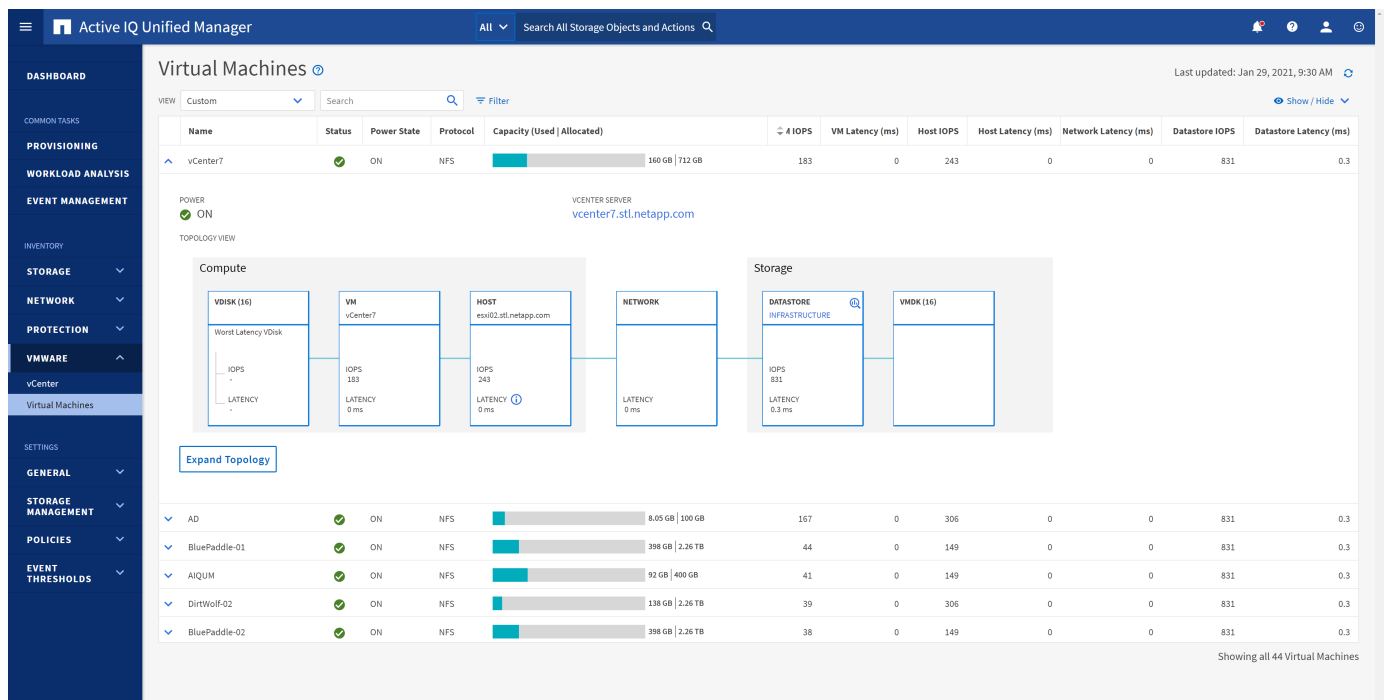 Active IQ Unified Manager
All
Search All Storage Objects and Actions
DASHBOARD
COMMON TASKS
PROVISIONING
WORKLOAD ANALYSIS
EVENT MANAGEMENT
INVENTORY
STORAGE
NETWORK
PROTECTION
VMWARE
vCenter
Virtual Machines
SETTINGS
GENERAL
STORAGE
MANAGEMENT
POLICIES
EVENT
THRESHOLDS
Virtual Machines
Last updated: Jan 29, 2021, 9:30 AM
VIEW Custom Search Filter Show / Hide
Name Status Power State Protocol Capacity (Used | Allocated) IOPS VM Latency (ms) Host IOPS Host Latency (ms) Network Latency (ms) Datastore IOPS Datastore Latency (ms)
vCenter7 ON NFS 160 GB | 712 GB 183 0 243 0 0 831 0.3
POWER
ON
VCENTER SERVER
vcenter7.stl.netapp.com
TOPOLOGY VIEW
Compute
VDISK (16)
Worst Latency VDisk
IOPS
-
LATENCY
-
VM
vCenter7
IOPS
183
LATENCY
0 ms
HOST
esxi02.stl.netapp.com
IOPS
243
LATENCY
0 ms
NETWORK
LATENCY
0 ms
Storage
DATASTORE
INFRASTRUCTURE
IOPS
831
LATENCY
0.3 ms
VMDK (16)
Expand Topology
AD ON NFS 8.05 GB | 100 GB 167 0 306 0 0 831 0.3
BluePaddle-01 ON NFS 398 GB | 2.26 TB 44 0 149 0 0 831 0.3
AIQUM ON NFS 92 GB | 400 GB 41 0 149 0 0 831 0.3
DirtWolf-02 ON NFS 138 GB | 2.26 TB 39 0 306 0 0 831 0.3
BluePaddle-02 ON NFS 398 GB | 2.26 TB 38 0 149 0 0 831 0.3
Showing all 44 Virtual Machines